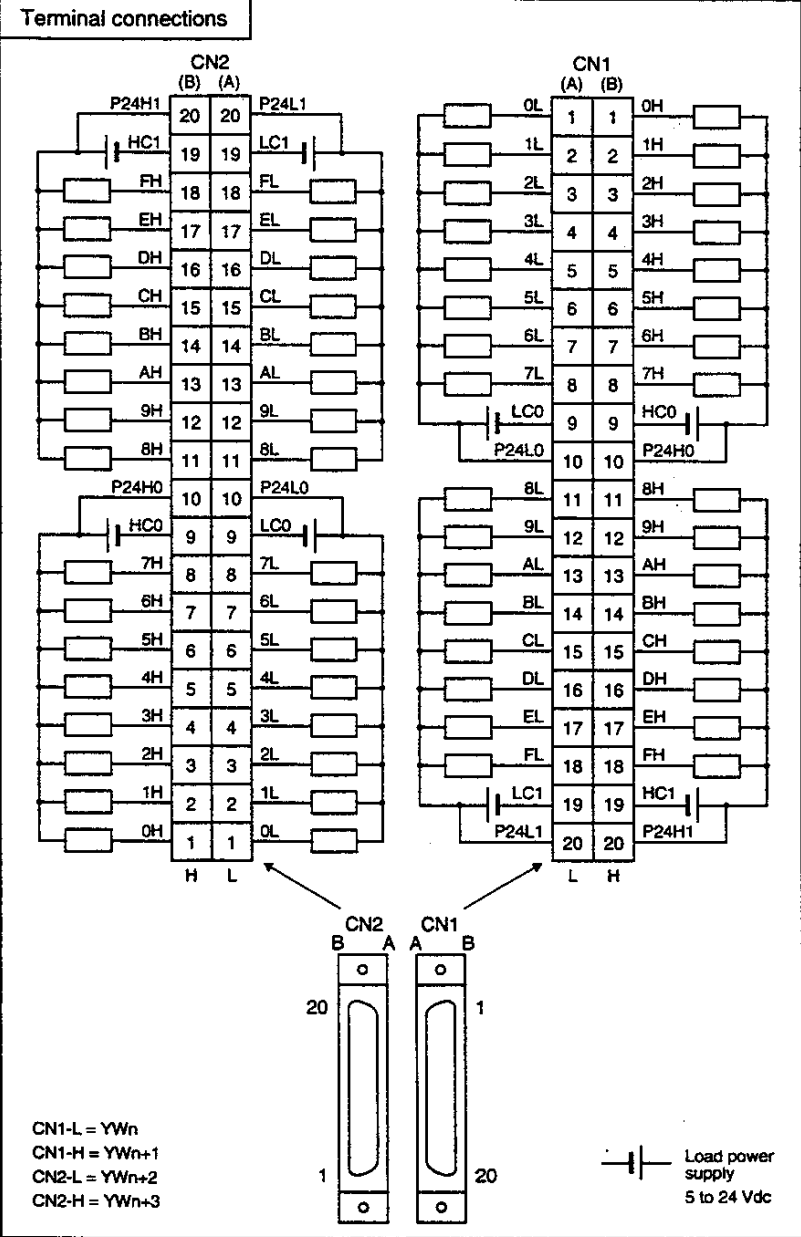 Terminal connections
CN2
(B) (A)
P24H1 20 20 P24L1
HC1 19 19 LC1
FH 18 18 FL
EH 17 17 EL
DH 16 16 DL
CH 15 15 CL
BH 14 14 BL
AH 13 13 AL
9H 12 12 9L
8H 11 11 8L
P24H0 10 10 P24L0
HC0 9 9 LC0
7H 8 8 7L
6H 7 7 6L
5H 6 6 5L
4H 5 5 4L
3H 4 4 3L
2H 3 3 2L
1H 2 2 1L
0H 1 1 0L
H L
CN1
(A) (B)
0L 1 1 0H
1L 2 2 1H
2L 3 3 2H
3L 4 4 3H
4L 5 5 4H
5L 6 6 5H
6L 7 7 6H
7L 8 8 7H
LC0 9 9 HC0
P24L0 10 10 P24H0
8L 11 11 8H
9L 12 12 9H
AL 13 13 AH
BL 14 14 BH
CL 15 15 CH
DL 16 16 DH
EL 17 17 EH
FL 18 18 FH
LC1 19 19 HC1
P24L1 20 20 P24H1
L H
CN2 CN1
B A A B
20 1
1 20
CN1-L = YWn
CN1-H = YWn+1
CN2-L = YWn+2
CN2-H = YWn+3
Load power
supply
5 to 24 Vdc